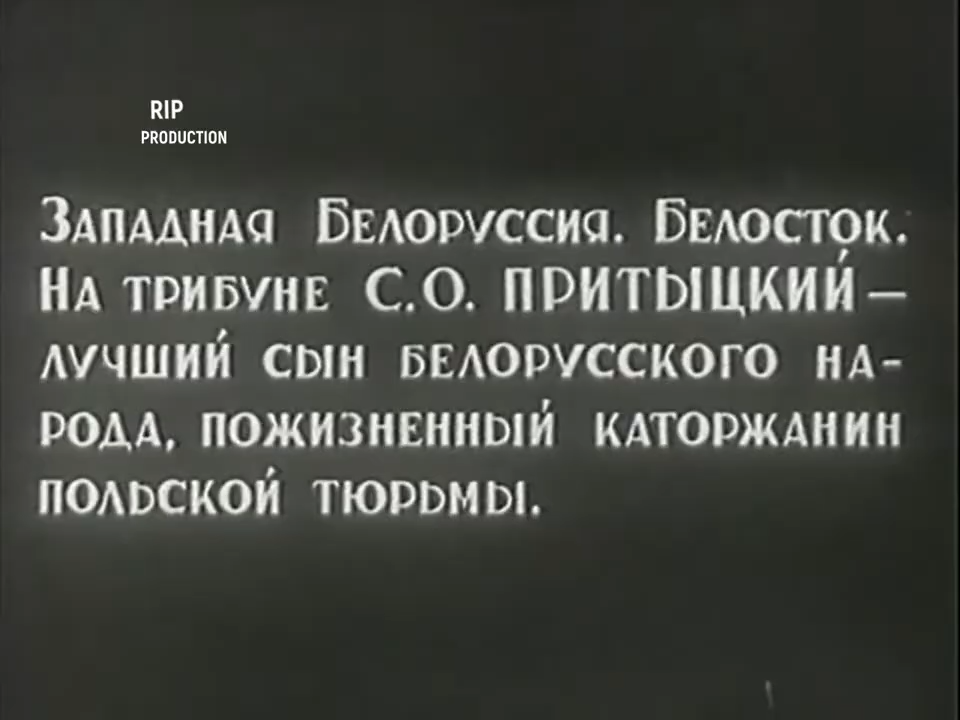 RIP
PRODUCTION
Западная Белоруссия. Белосток.
На трибуне С.О. ПРИТЫЦКИЙ —
лучший сын белорусского на-
рода, пожизненный каторжанин
польской тюрьмы.